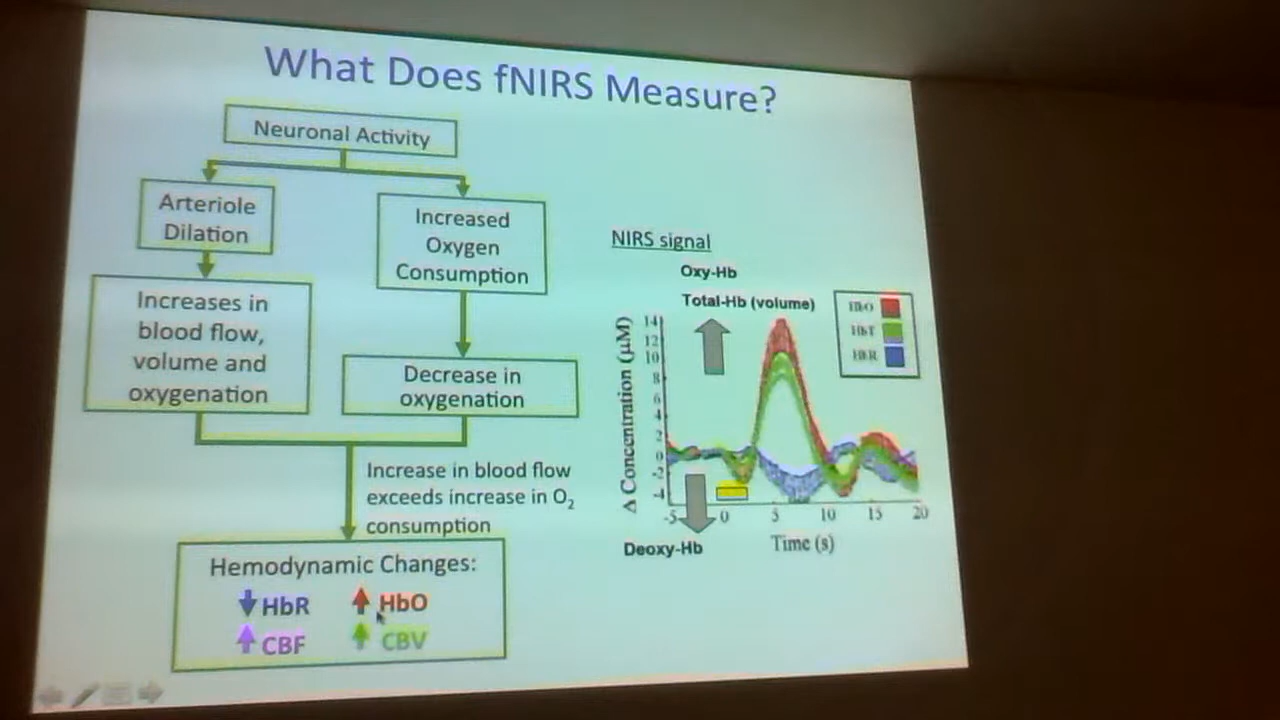 What Does fNIRS Measure?
Neuronal Activity
Arteriole
Dilation
Increased
Oxygen
Consumption
Increases in
blood flow,
volume and
oxygenation
Decrease in
oxygenation
Increase in blood flow
exceeds increase in O₂
consumption
Hemodynamic Changes:
HbR HbO
CBF CBV
NIRS signal
Oxy-Hb
Total-Hb (volume)
HbO
HbT
HbR
Δ Concentration (μM)
14
12
10
8
6
4
2
0
-2
-4
-5 0 5 10 15 20
Deoxy-Hb
Time (s)